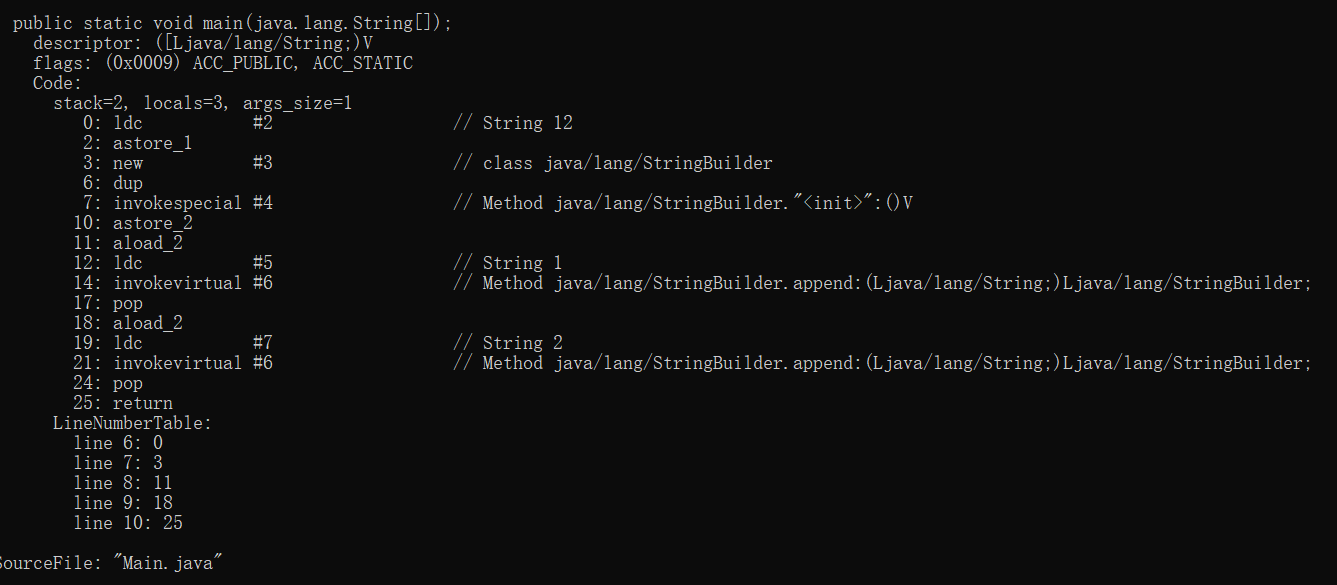 public static void main(java.lang.String[]);
descriptor: ([Ljava/lang/String;)V
flags: (0x0009) ACC_PUBLIC, ACC_STATIC
Code:
stack=2, locals=3, args_size=1
0: ldc #2 // String 12
2: astore_1
3: new #3 // class java/lang/StringBuilder
6: dup
7: invokespecial #4 // Method java/lang/StringBuilder."<init>":()V
10: astore_2
11: aload_2
12: ldc #5 // String 1
14: invokevirtual #6 // Method java/lang/StringBuilder.append:(Ljava/lang/String;)Ljava/lang/StringBuilder;
17: pop
18: aload_2
19: ldc #7 // String 2
21: invokevirtual #6 // Method java/lang/StringBuilder.append:(Ljava/lang/String;)Ljava/lang/StringBuilder;
24: pop
25: return
LineNumberTable:
line 6: 0
line 7: 3
line 8: 11
line 9: 18
line 10: 25
SourceFile: "Main.java"